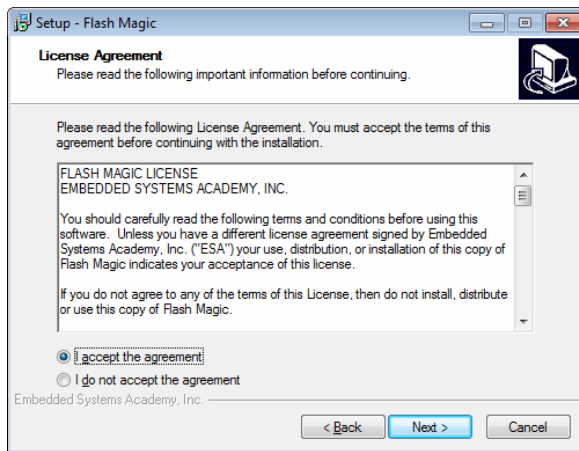 Setup - Flash Magic
License Agreement
Please read the following important information before continuing.
Please read the following License Agreement. You must accept the terms of this
agreement before continuing with the installation.
FLASH MAGIC LICENSE
EMBEDDED SYSTEMS ACADEMY, INC.
You should carefully read the following terms and conditions before using this
software.  Unless you have a different license agreement signed by Embedded
Systems Academy, Inc. ("ESA") your use, distribution, or installation of this copy of
Flash Magic indicates your acceptance of this license.
If you do not agree to any of the terms of this License, then do not install, distribute
or use this copy of Flash Magic.
I accept the agreement
I do not accept the agreement
Embedded Systems Academy, Inc.
< Back
Next >
Cancel